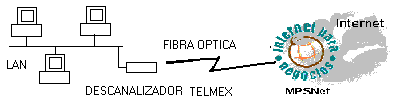 Internet
internet para negocios
FIBRA OPTICA
LAN
DESCANALIZADOR TELMEX
MPSNet